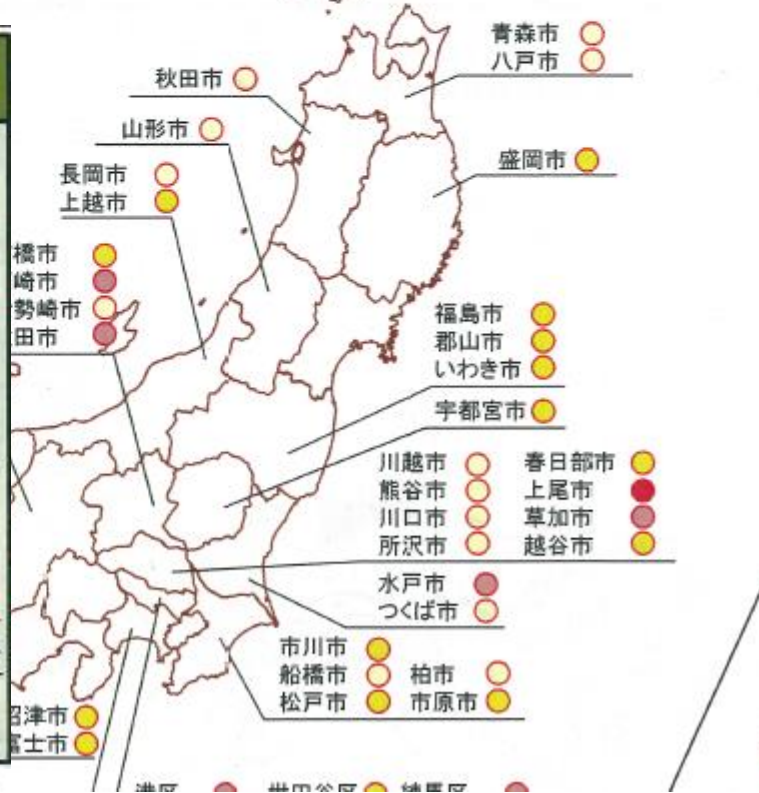 青森市
八戸市
秋田市
山形市
盛岡市
長岡市
上越市
橋市
崎市
勢崎市
田市
福島市
郡山市
いわき市
宇都宮市
川越市 春日部市
熊谷市 上尾市
川口市 草加市
所沢市 越谷市
水戸市
つくば市
市川市
船橋市 柏市
松戸市 市原市
沼津市
富士市
港区 世田谷区 練馬区